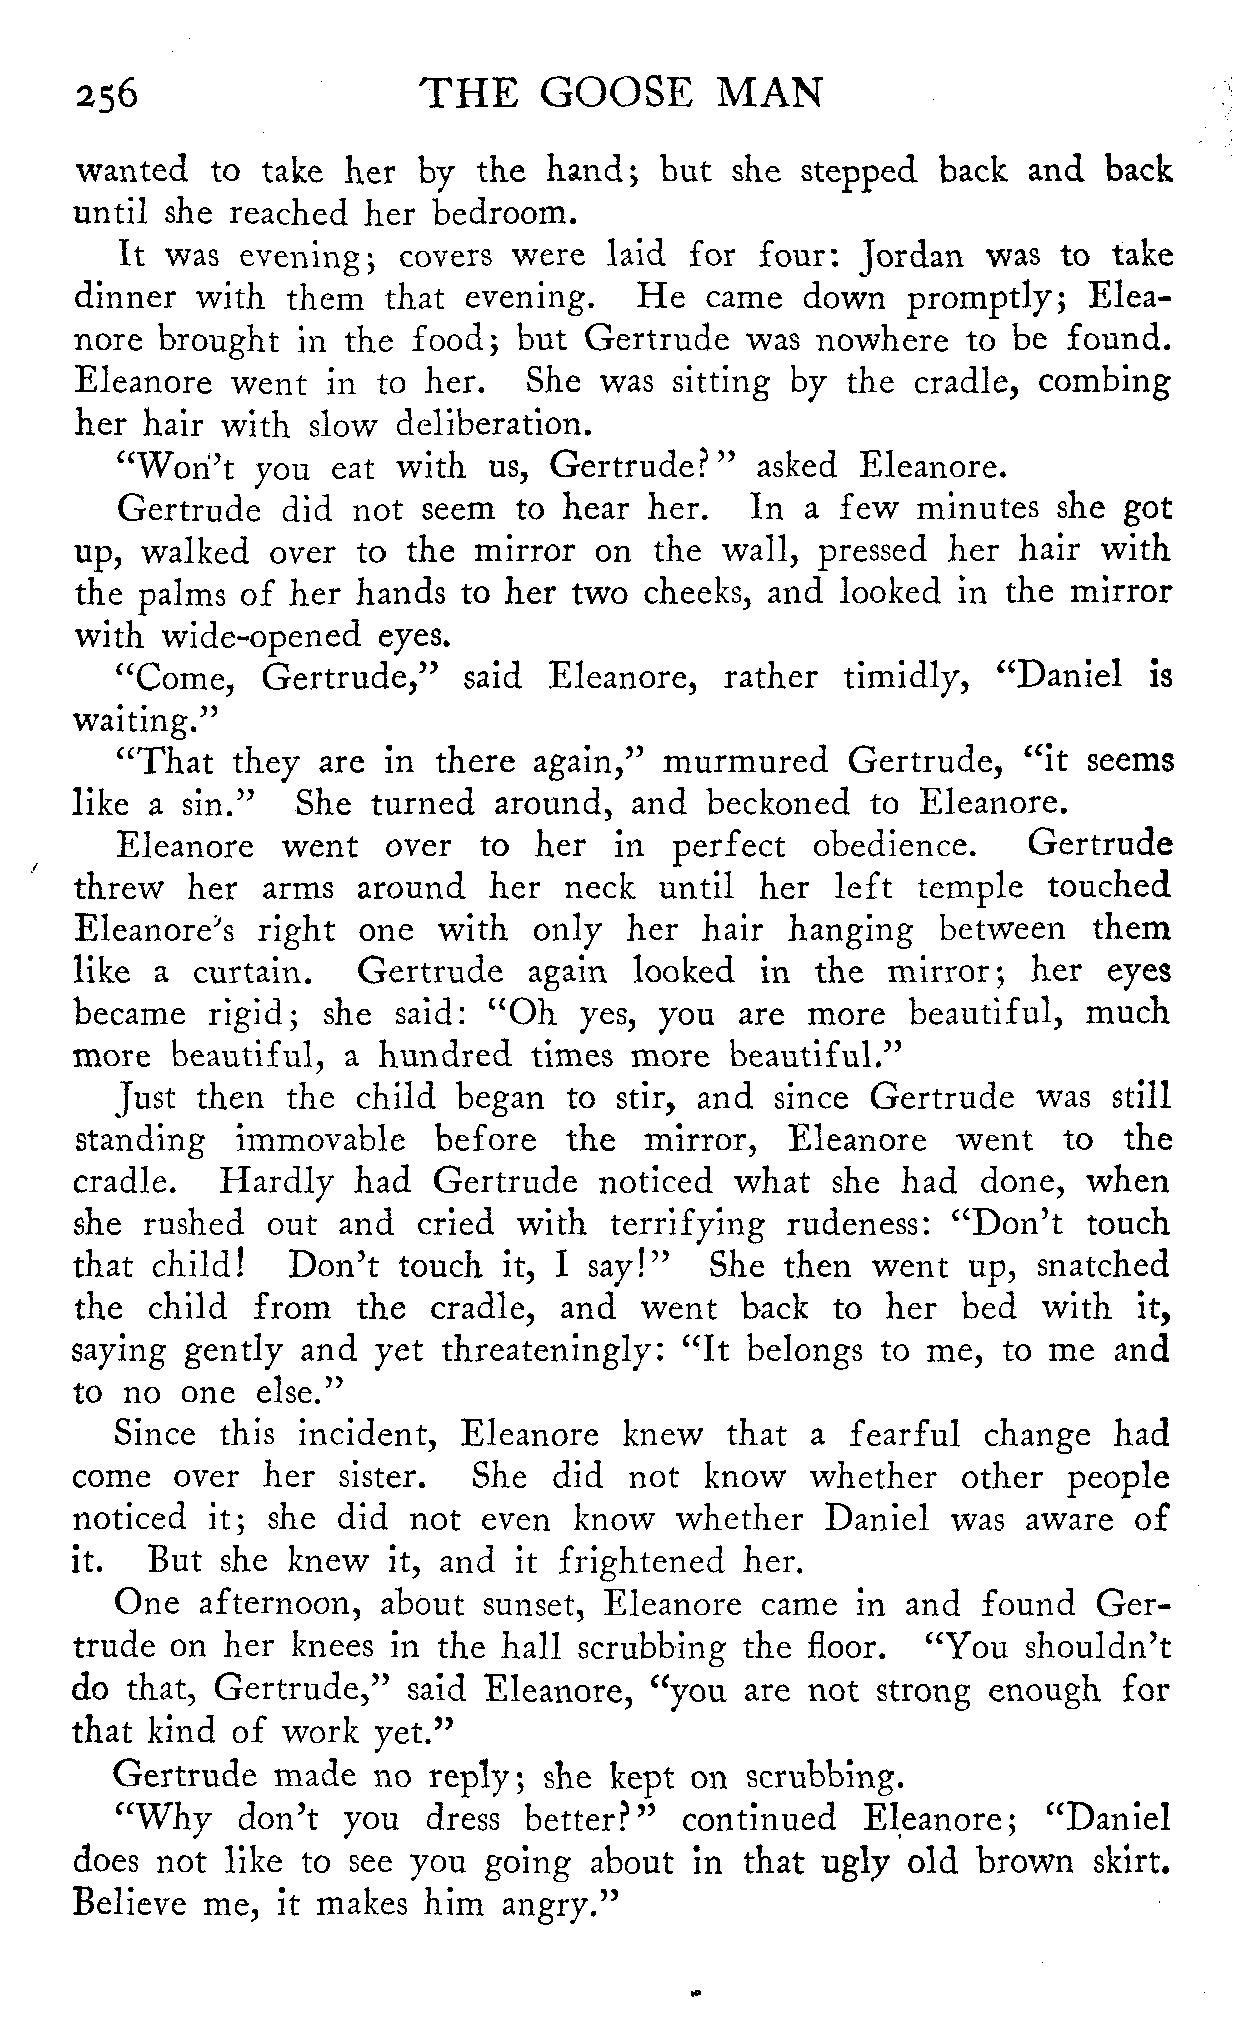 256 THE GOOSE MAN
wanted to take her by the hand; but she stepped back and back
until she reached her bedroom.
It was evening; covers were laid for four: Jordan was to take
dinner with them that evening. He came down promptly; Elea-
nore brought in the food; but Gertrude was nowhere to be found.
Eleanore went in to her. She was sitting by the cradle, combing
her hair with slow deliberation.
“Won’t you eat with us, Gertrude?” asked Eleanore.
Gertrude did not seem to hear her. In a few minutes she got
up, walked over to the mirror on the wall, pressed her hair with
the palms of her hands to her two cheeks, and looked in the mirror
with wide-opened eyes.
“Come, Gertrude,” said Eleanore, rather timidly, “Daniel is
waiting.”
“That they are in there again,” murmured Gertrude, “it seems
like a sin.” She turned around, and beckoned to Eleanore.
Eleanore went over to her in perfect obedience. Gertrude
threw her arms around her neck until her left temple touched
Eleanore’s right one with only her hair hanging between them
like a curtain. Gertrude again looked in the mirror; her eyes
became rigid; she said: “Oh yes, you are more beautiful, much
more beautiful, a hundred times more beautiful.”
Just then the child began to stir, and since Gertrude was still
standing immovable before the mirror, Eleanore went to the
cradle. Hardly had Gertrude noticed what she had done, when
she rushed out and cried with terrifying rudeness: “Don’t touch
that child! Don’t touch it, I say!” She then went up, snatched
the child from the cradle, and went back to her bed with it,
saying gently and yet threateningly: “It belongs to me, to me and
to no one else.”
Since this incident, Eleanore knew that a fearful change had
come over her sister. She did not know whether other people
noticed it; she did not even know whether Daniel was aware of
it. But she knew it, and it frightened her.
One afternoon, about sunset, Eleanore came in and found Ger-
trude on her knees in the hall scrubbing the floor. “You shouldn’t
do that, Gertrude,” said Eleanore, “you are not strong enough for
that kind of work yet.”
Gertrude made no reply; she kept on scrubbing.
“Why don’t you dress better?” continued Eleanore; “Daniel
does not like to see you going about in that ugly old brown skirt.
Believe me, it makes him angry.”